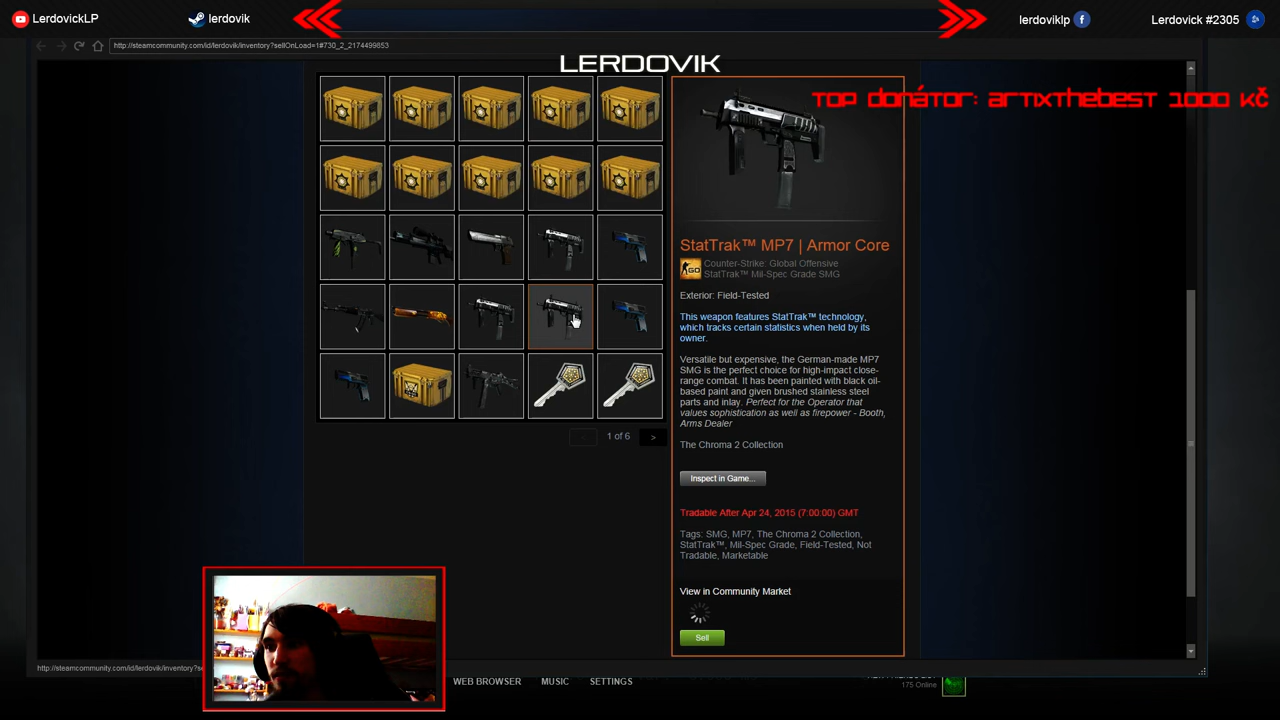 LerdovickLP
lerdovik
lerdoviklp
Lerdovick #2305
http://steamcommunity.com/id/lerdovik/inventory?sellOnLoad=1#730_2_2174499853
LERDOVIK
TOP DONÁTOR: ARTIXTHEBEST 1000 KČ
StatTrak™ MP7 | Armor Core
GO
Counter-Strike: Global Offensive
StatTrak™ Mil-Spec Grade SMG
Exterior: Field-Tested
This weapon features StatTrak™ technology,
which tracks certain statistics when held by its
owner.
Versatile but expensive, the German-made MP7
SMG is the perfect choice for high-impact close-
range combat. It has been painted with black oil-
based paint and given brushed stainless steel
parts and inlay. Perfect for the Operator that
values sophistication as well as firepower - Booth,
Arms Dealer
The Chroma 2 Collection
< 1 of 6 >
Inspect in Game...
Tradable After Apr 24, 2015 (7:00:00) GMT
Tags: SMG, MP7, The Chroma 2 Collection,
StatTrak™, Mil-Spec Grade, Field-Tested, Not
Tradable, Marketable
View in Community Market
Sell
http://steamcommunity.com/id/lerdovik/inventory?s
WEB BROWSER
MUSIC
SETTINGS
175 Online